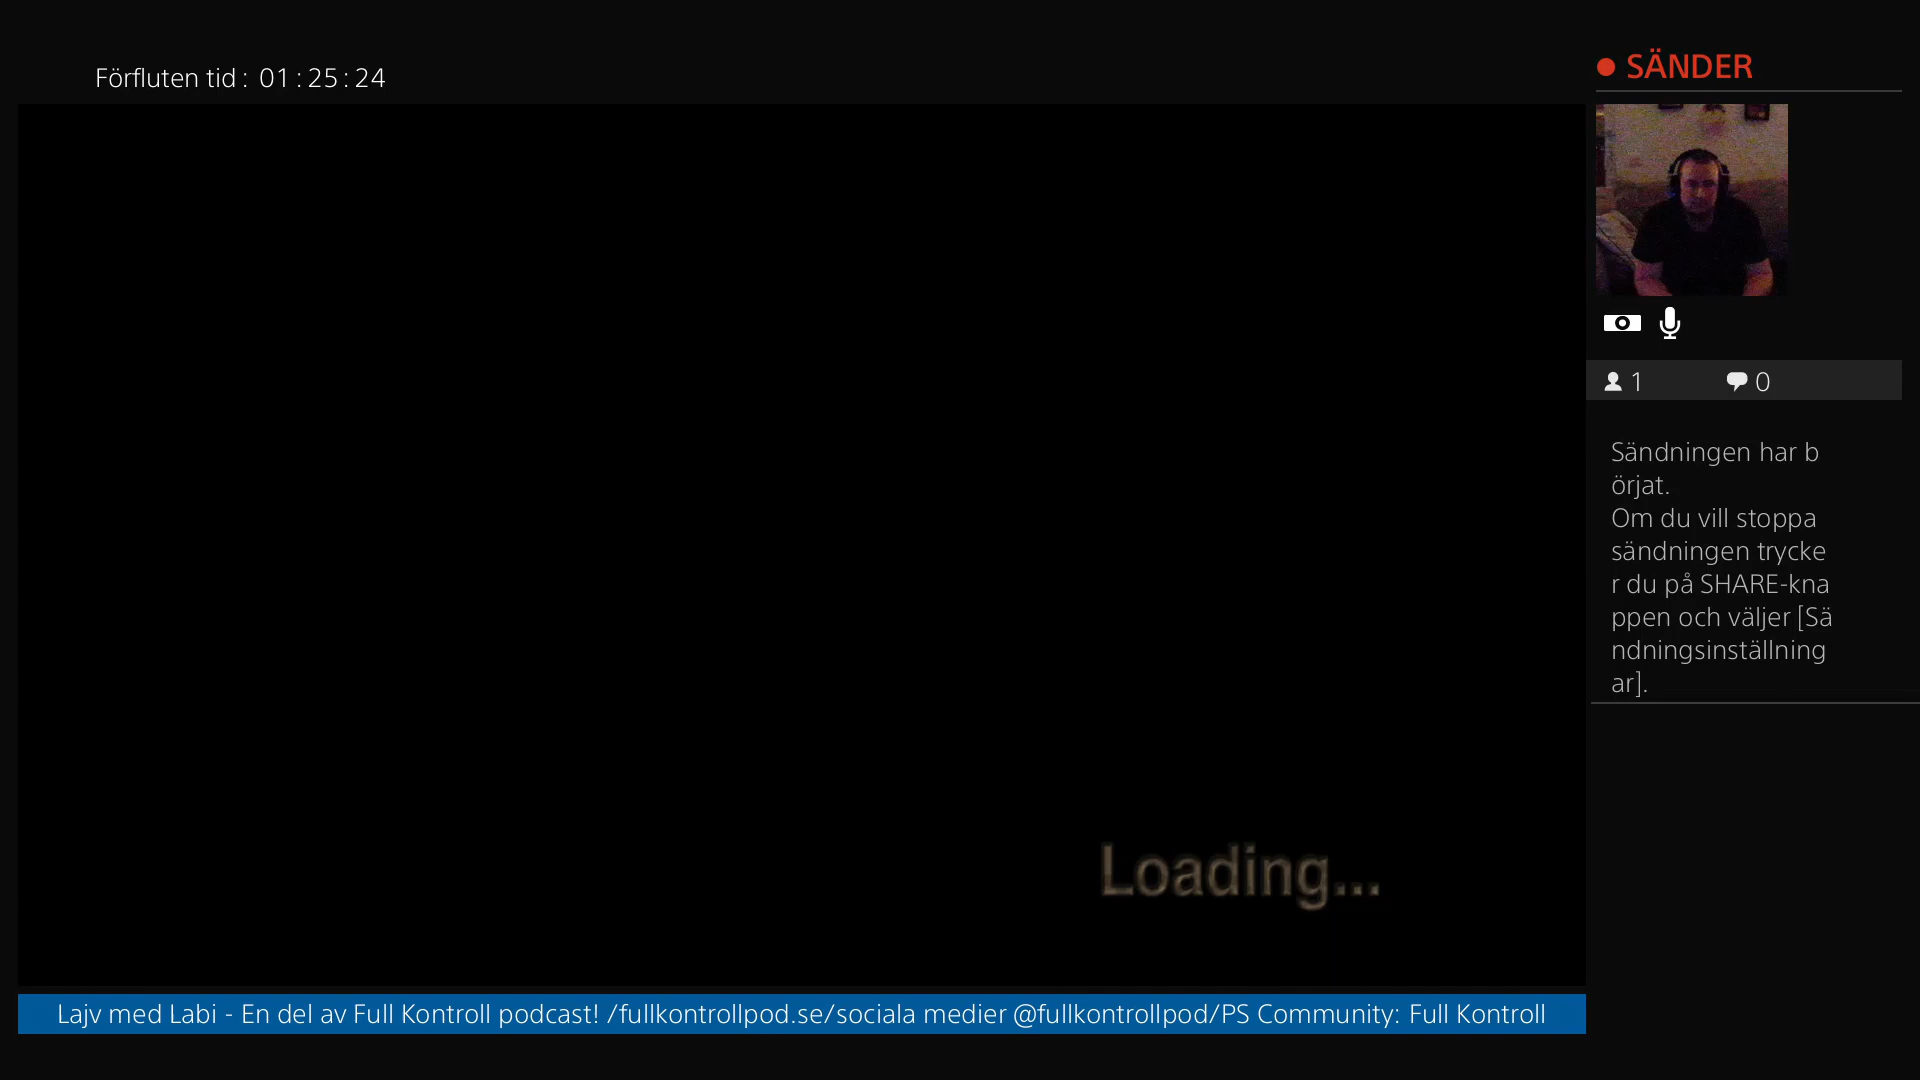 Förfluten tid : 01 : 25 : 24
SÄNDER
1
0
Sändningen har b
örjat.
Om du vill stoppa
sändningen trycke
r du på SHARE-kna
ppen och väljer [Sä
ndningsinställning
ar].
Loading...
Lajv med Labi - En del av Full Kontroll podcast! /fullkontrollpod.se/sociala medier @fullkontrollpod/PS Community: Full Kontroll